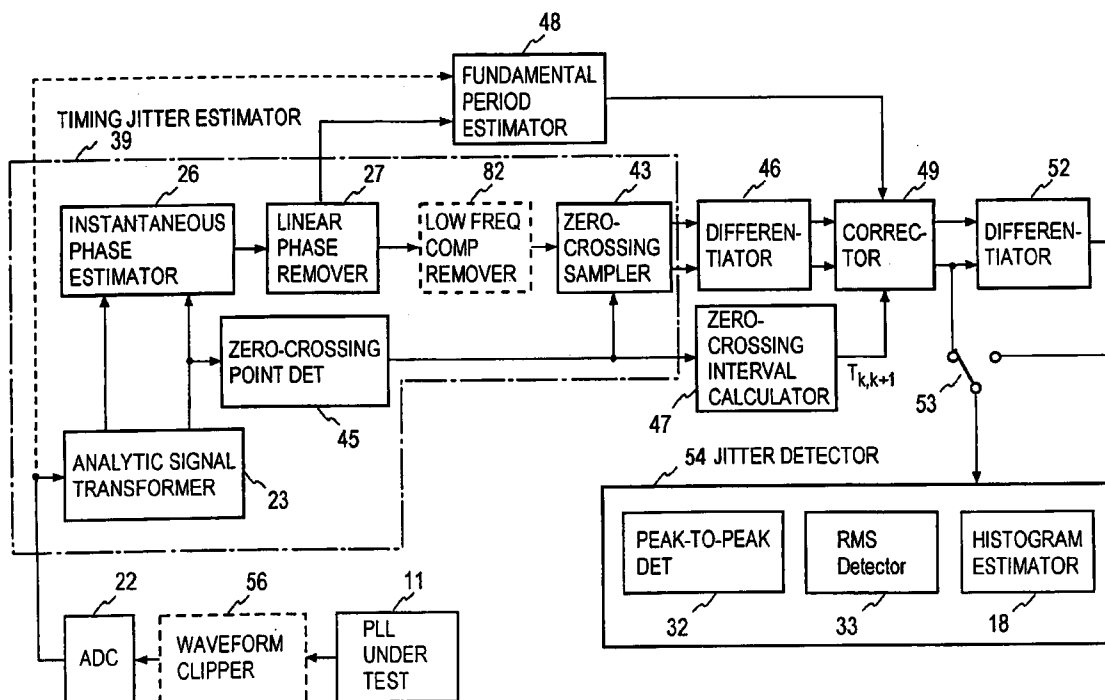 48
FUNDAMENTAL
PERIOD
ESTIMATOR
TIMING JITTER ESTIMATOR
39
26
INSTANTANEOUS
PHASE
ESTIMATOR
27
LINEAR
PHASE
REMOVER
82
LOW FREQ
COMP
REMOVER
43
ZERO-
CROSSING
SAMPLER
46
DIFFEREN-
TIATOR
49
CORREC-
TOR
52
DIFFEREN-
TIATOR
ZERO-CROSSING
POINT DET
45
ZERO-
CROSSING
INTERVAL
CALCULATOR
47
Tk,k+1
53
ANALYTIC SIGNAL
TRANSFORMER
23
54 JITTER DETECTOR
PEAK-TO-PEAK
DET
32
RMS
Detector
33
HISTOGRAM
ESTIMATOR
18
22
ADC
56
WAVEFORM
CLIPPER
11
PLL
UNDER
TEST